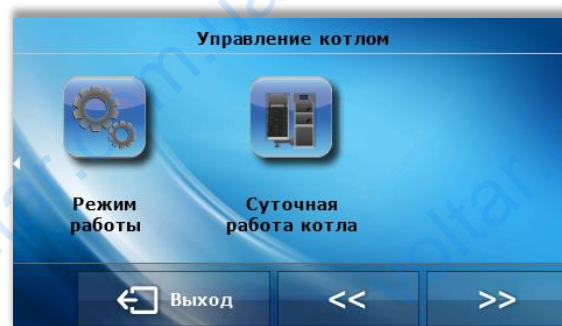 Управление котлом
Режим
работы
Суточная
работа котла
Выход
<<
>>